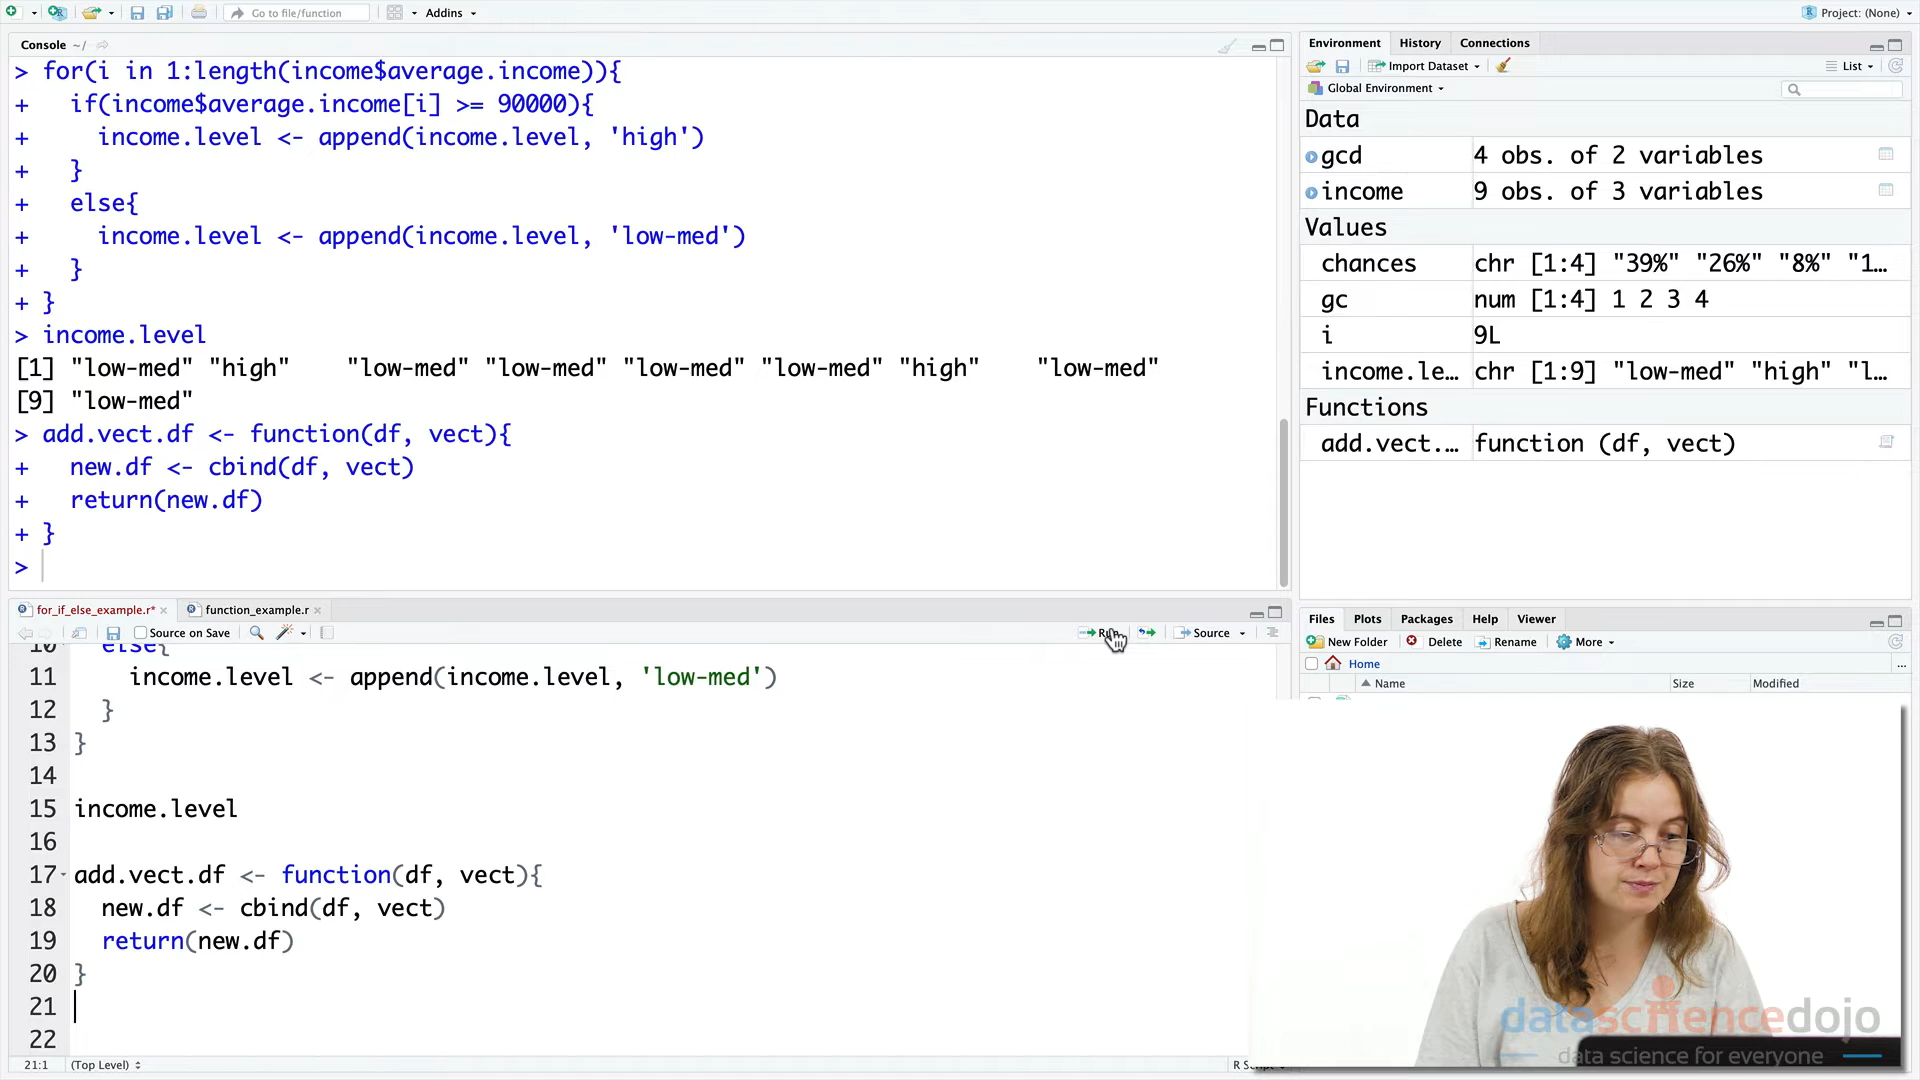 Go to file/function
Addins
Project: (None)
Console ~/
> for(i in 1:length(income$average.income)){
+ if(income$average.income[i] >= 90000){
+ income.level <- append(income.level, 'high')
+ }
+ else{
+ income.level <- append(income.level, 'low-med')
+ }
+ }
> income.level
[1] "low-med" "high" "low-med" "low-med" "low-med" "low-med" "high" "low-med"
[9] "low-med"
> add.vect.df <- function(df, vect){
+ new.df <- cbind(df, vect)
+ return(new.df)
+ }
>
Environment History Connections
Import Dataset
List
Global Environment
Data
gcd 4 obs. of 2 variables
income 9 obs. of 3 variables
Values
chances chr [1:4] "39%" "26%" "8%" "1…
gc num [1:4] 1 2 3 4
i 9L
income.le… chr [1:9] "low-med" "high" "l…
Functions
add.vect.… function (df, vect)
for_if_else_example.r* function_example.r
Source on Save
Source
10 else{
11 income.level <- append(income.level, 'low-med')
12 }
13 }
14
15 income.level
16
17 add.vect.df <- function(df, vect){
18 new.df <- cbind(df, vect)
19 return(new.df)
20 }
21
22
21:1 (Top Level)
Files Plots Packages Help Viewer
New Folder Delete Rename More
Home ...
Name Size Modified
datasciencedojo
data science for everyone